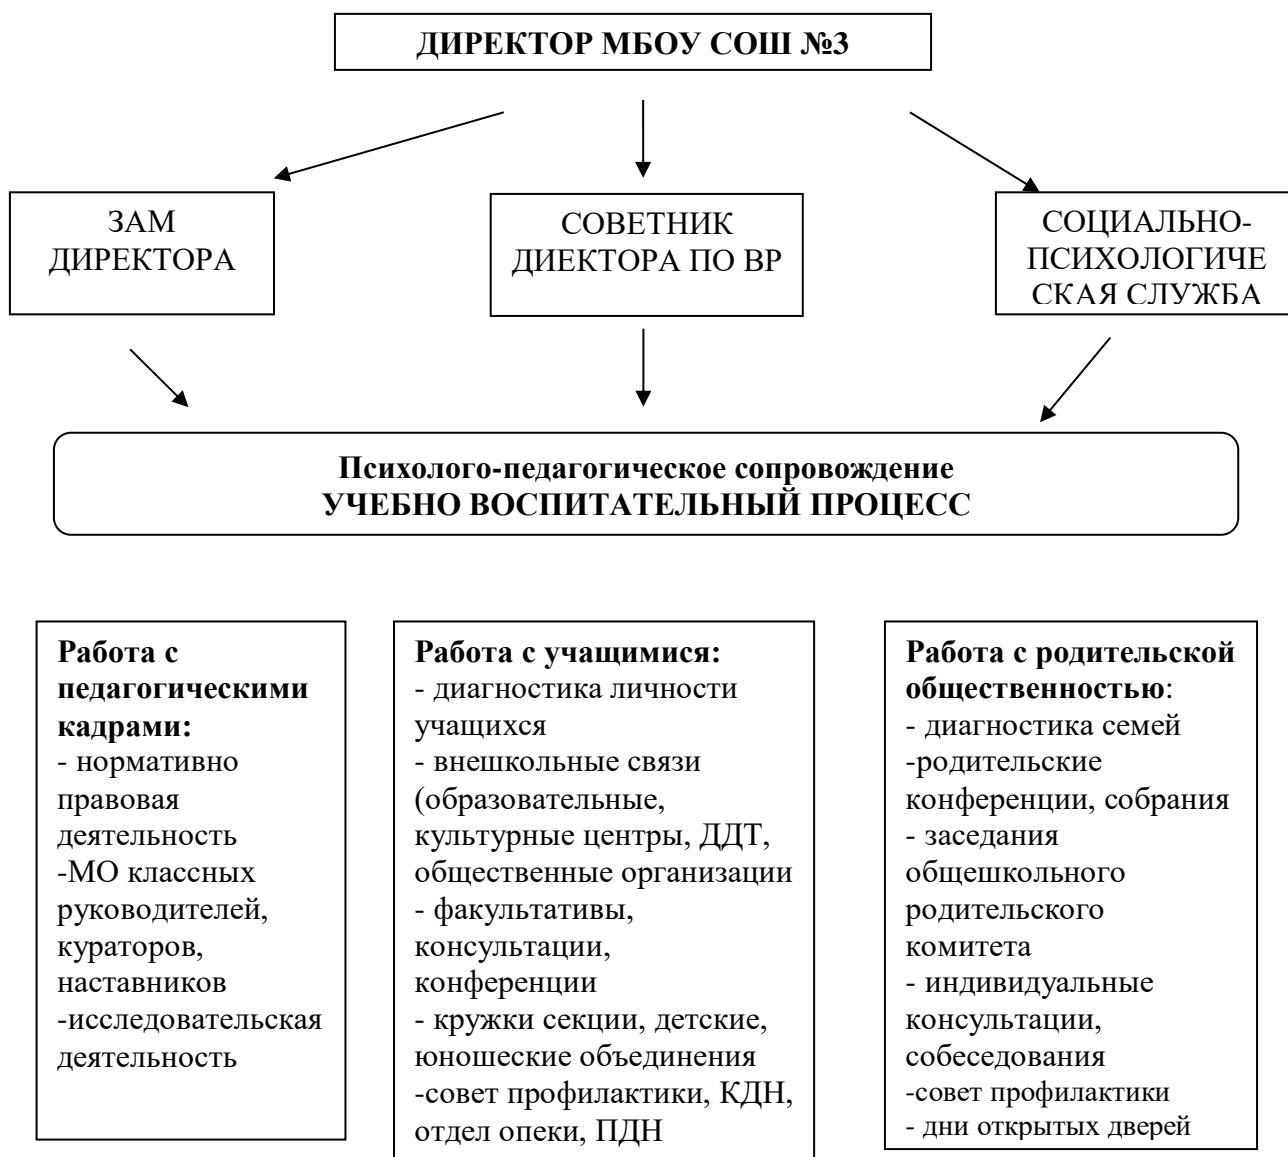 ДИРЕКТОР МБОУ СОШ №3
ЗАМ
ДИРЕКТОРА
СОВЕТНИК
ДИЕКТОРА ПО ВР
СОЦИАЛЬНО-
ПСИХОЛОГИЧЕ
СКАЯ СЛУЖБА
Психолого-педагогическое сопровождение
УЧЕБНО ВОСПИТАТЕЛЬНЫЙ ПРОЦЕСС
Работа с
педагогическими
кадрами:
- нормативно
правовая
деятельность
-МО классных
руководителей,
кураторов,
наставников
-исследовательская
деятельность
Работа с учащимися:
- диагностика личности
учащихся
- внешкольные связи
(образовательные,
культурные центры, ДДТ,
общественные организации
- факультативы,
консультации,
конференции
- кружки секции, детские,
юношеские объединения
-совет профилактики, КДН,
отдел опеки, ПДН
Работа с родительской
общественностью:
- диагностика семей
-родительские
конференции, собрания
- заседания
общешкольного
родительского
комитета
- индивидуальные
консультации,
собеседования
-совет профилактики
- дни открытых дверей